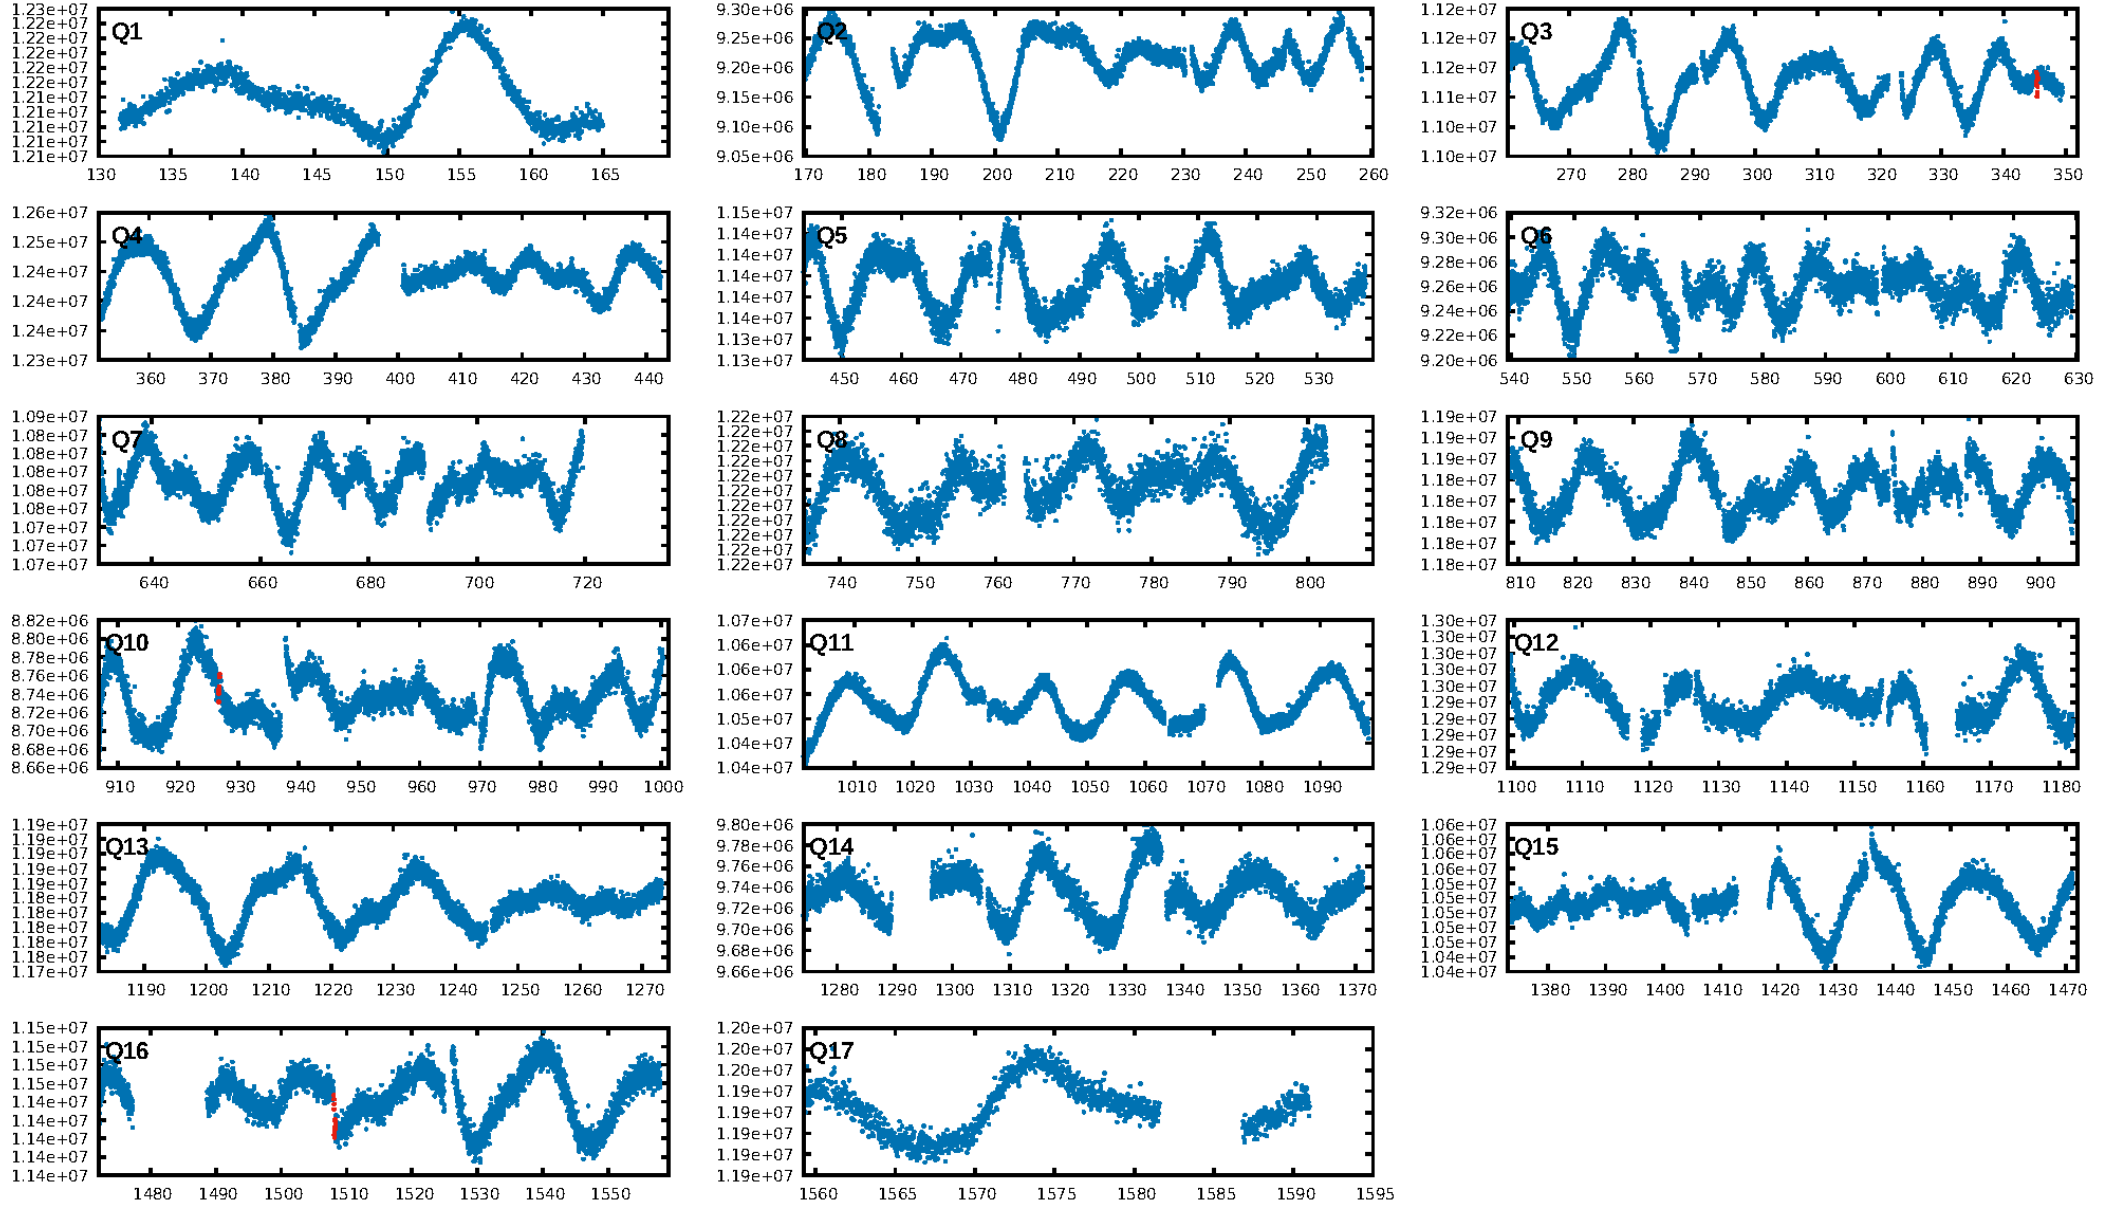 Q1
1.23e+07
1.22e+07
1.22e+07
1.22e+07
1.22e+07
1.22e+07
1.21e+07
1.21e+07
1.21e+07
1.21e+07
1.21e+07
130 135 140 145 150 155 160 165
Q2
9.30e+06
9.25e+06
9.20e+06
9.15e+06
9.10e+06
9.05e+06
170 180 190 200 210 220 230 240 250 260
Q3
1.12e+07
1.12e+07
1.12e+07
1.11e+07
1.10e+07
1.10e+07
270 280 290 300 310 320 330 340 350
Q4
1.26e+07
1.25e+07
1.24e+07
1.24e+07
1.24e+07
1.23e+07
360 370 380 390 400 410 420 430 440
Q5
1.15e+07
1.14e+07
1.14e+07
1.14e+07
1.14e+07
1.14e+07
1.13e+07
1.13e+07
450 460 470 480 490 500 510 520 530
Q6
9.32e+06
9.30e+06
9.28e+06
9.26e+06
9.24e+06
9.22e+06
9.20e+06
540 550 560 570 580 590 600 610 620 630
Q7
1.09e+07
1.08e+07
1.08e+07
1.08e+07
1.08e+07
1.08e+07
1.07e+07
1.07e+07
1.07e+07
640 660 680 700 720
Q8
1.22e+07
1.22e+07
1.22e+07
1.22e+07
1.22e+07
1.22e+07
1.22e+07
1.22e+07
1.22e+07
1.22e+07
1.22e+07
740 750 760 770 780 790 800
Q9
1.19e+07
1.19e+07
1.19e+07
1.18e+07
1.18e+07
1.18e+07
1.18e+07
1.18e+07
810 820 830 840 850 860 870 880 890 900
Q10
8.82e+06
8.80e+06
8.78e+06
8.76e+06
8.74e+06
8.72e+06
8.70e+06
8.68e+06
8.66e+06
910 920 930 940 950 960 970 980 990 1000
Q11
1.07e+07
1.06e+07
1.06e+07
1.06e+07
1.05e+07
1.04e+07
1.04e+07
1010 1020 1030 1040 1050 1060 1070 1080 1090
Q12
1.30e+07
1.30e+07
1.30e+07
1.30e+07
1.30e+07
1.29e+07
1.29e+07
1.29e+07
1.29e+07
1.29e+07
1100 1110 1120 1130 1140 1150 1160 1170 1180
Q13
1.19e+07
1.19e+07
1.19e+07
1.19e+07
1.19e+07
1.18e+07
1.18e+07
1.18e+07
1.18e+07
1.18e+07
1.17e+07
1190 1200 1210 1220 1230 1240 1250 1260 1270
Q14
9.80e+06
9.78e+06
9.76e+06
9.74e+06
9.72e+06
9.70e+06
9.68e+06
9.66e+06
1280 1290 1300 1310 1320 1330 1340 1350 1360 1370
Q15
1.06e+07
1.06e+07
1.06e+07
1.06e+07
1.05e+07
1.05e+07
1.05e+07
1.05e+07
1.05e+07
1.04e+07
1.04e+07
1380 1390 1400 1410 1420 1430 1440 1450 1460 1470
Q16
1.15e+07
1.15e+07
1.15e+07
1.15e+07
1.14e+07
1.14e+07
1.14e+07
1.14e+07
1.14e+07
1480 1490 1500 1510 1520 1530 1540 1550
Q17
1.20e+07
1.20e+07
1.20e+07
1.19e+07
1.19e+07
1.19e+07
1.19e+07
1.19e+07
1560 1565 1570 1575 1580 1585 1590 1595